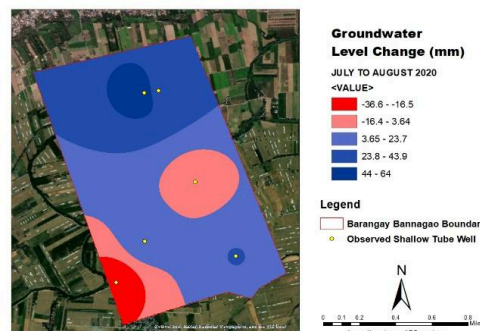 Groundwater
Level Change (mm)
JULY TO AUGUST 2020
<VALUE>
-36.6 - -16.5
-16.4 - 3.64
3.65 - 23.7
23.8 - 43.9
44 - 64
Legend
Barangay Bannagao Boundar
Observed Shallow Tube Well
N
0 0.1 0.2 0.4 0.6 0.8